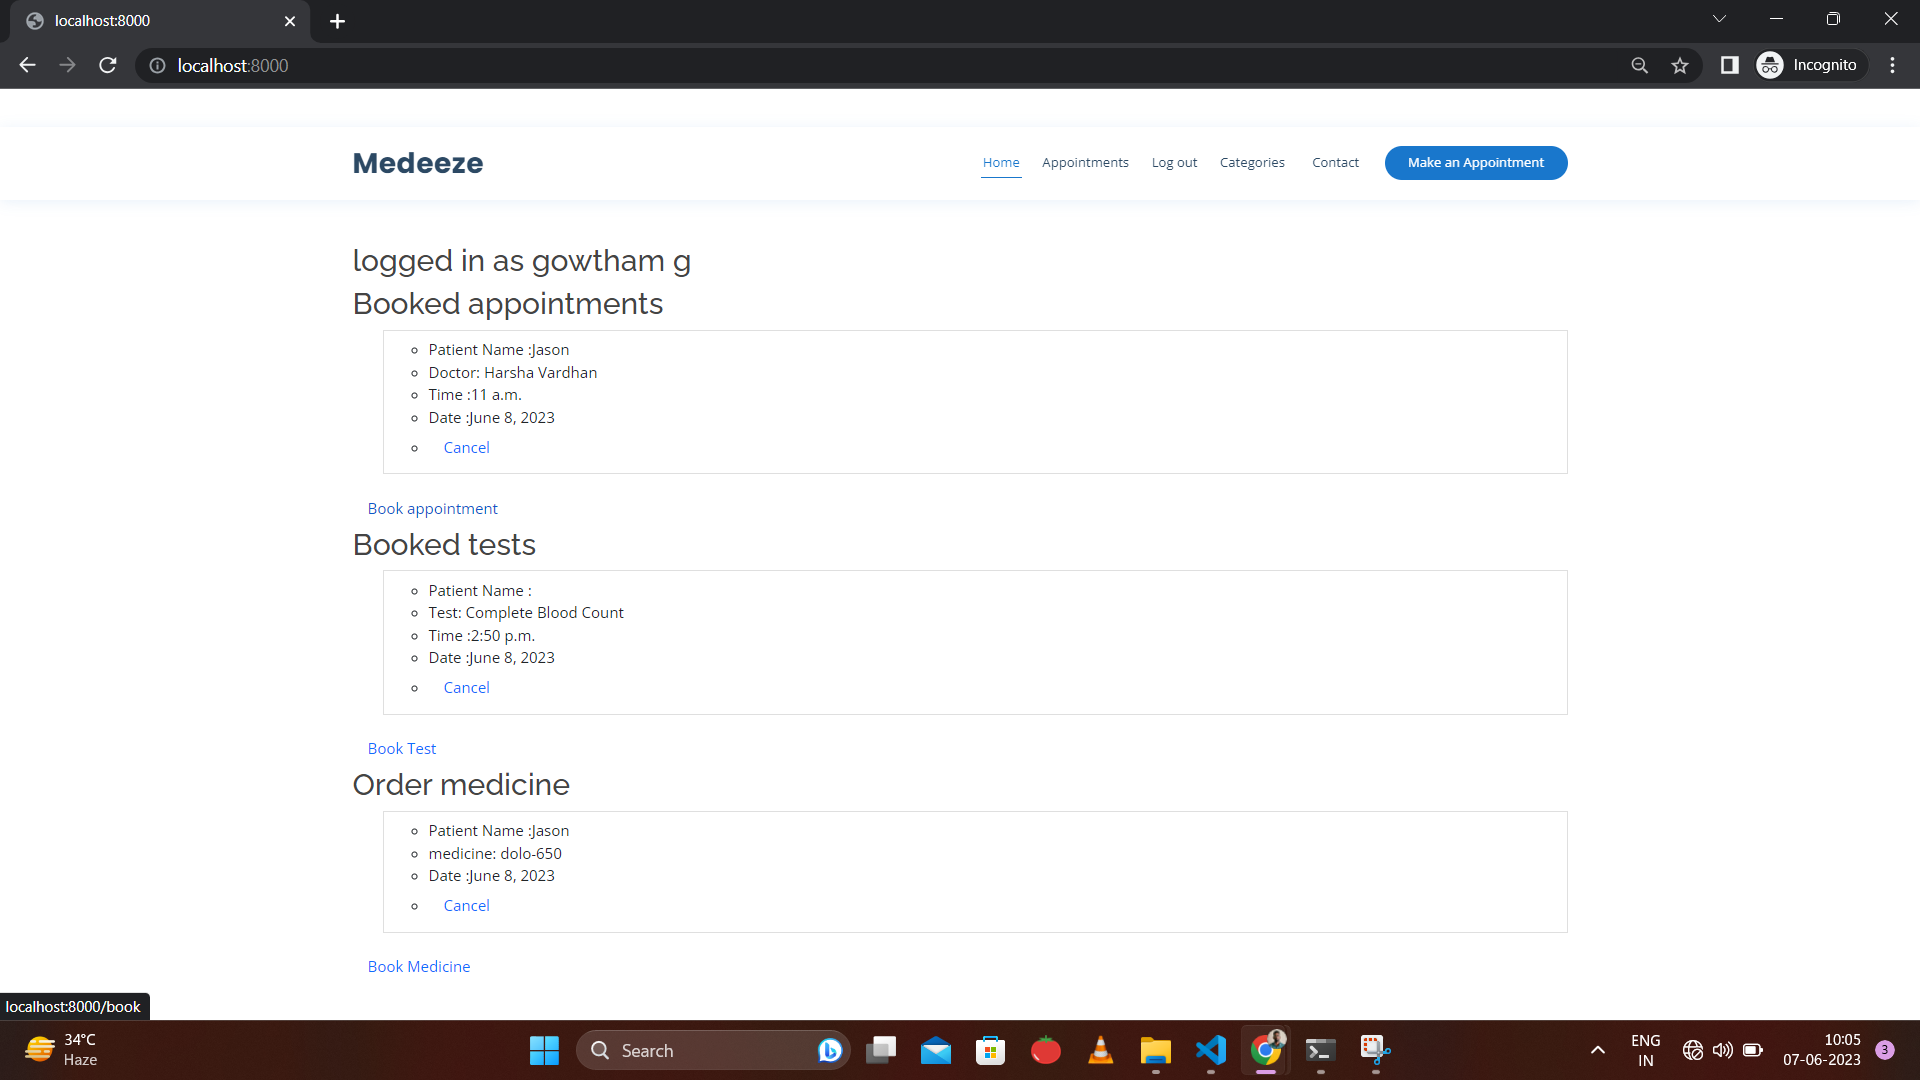 localhost:8000
localhost:8000
Incognito
Medeeze
Home
Appointments
Log out
Categories
Contact
Make an Appointment
logged in as gowtham g
Booked appointments
Patient Name :Jason
Doctor: Harsha Vardhan
Time :11 a.m.
Date :June 8, 2023
Cancel
Book appointment
Booked tests
Patient Name :
Test: Complete Blood Count
Time :2:50 p.m.
Date :June 8, 2023
Cancel
Book Test
Order medicine
Patient Name :Jason
medicine: dolo-650
Date :June 8, 2023
Cancel
Book Medicine
localhost:8000/book
34°C
Haze
Search
ENG
IN
10:05
07-06-2023
3